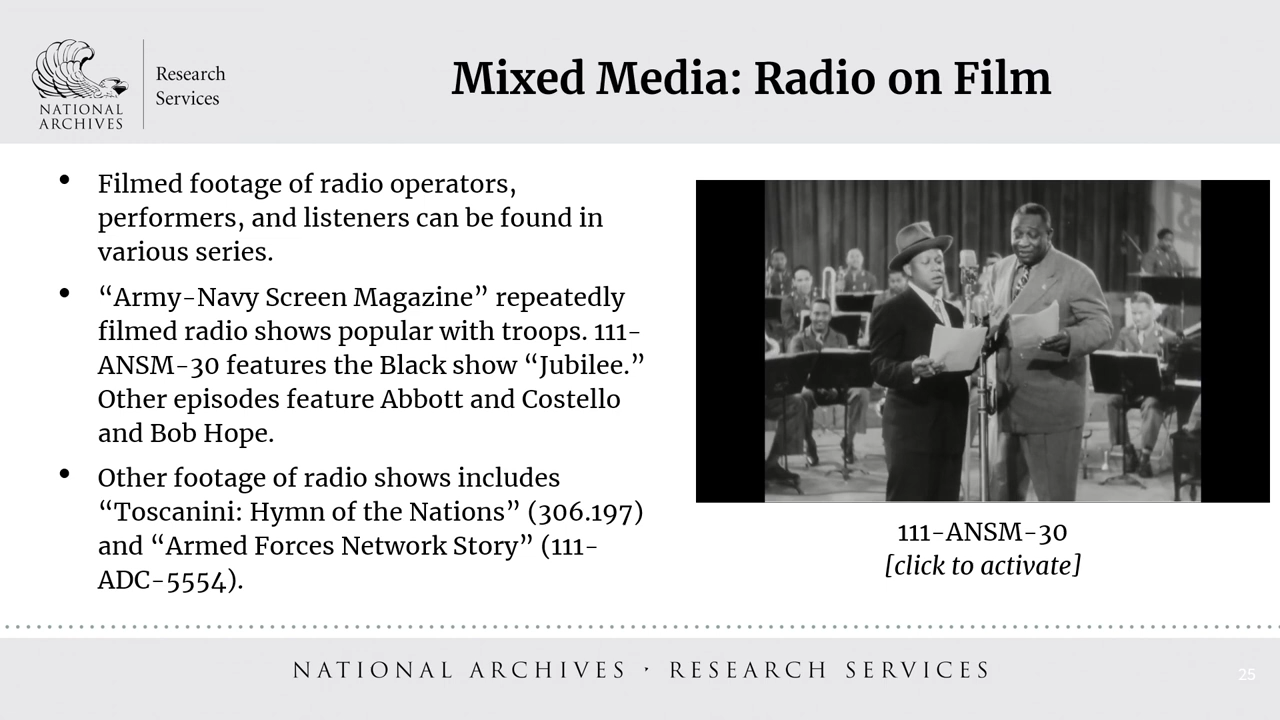 NATIONAL
ARCHIVES
Research
Services
Mixed Media: Radio on Film
• Filmed footage of radio operators,
performers, and listeners can be found in
various series.
• “Army-Navy Screen Magazine” repeatedly
filmed radio shows popular with troops. 111-
ANSM-30 features the Black show “Jubilee.”
Other episodes feature Abbott and Costello
and Bob Hope.
• Other footage of radio shows includes
“Toscanini: Hymn of the Nations” (306.197)
and “Armed Forces Network Story” (111-
ADC-5554).
111-ANSM-30
[click to activate]
NATIONAL ARCHIVES · RESEARCH SERVICES
25